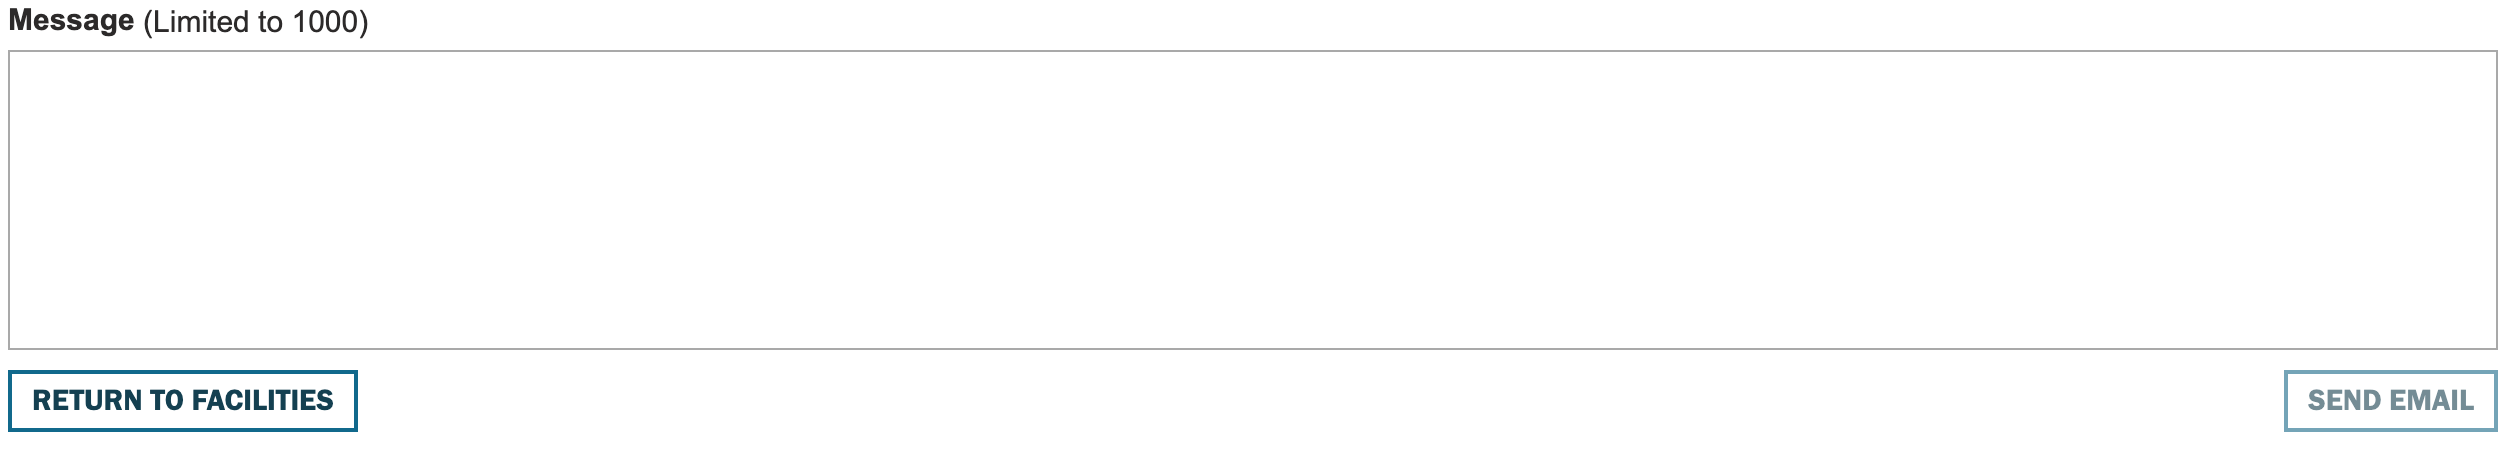 Message (Limited to 1000)
RETURN TO FACILITIES
SEND EMAIL